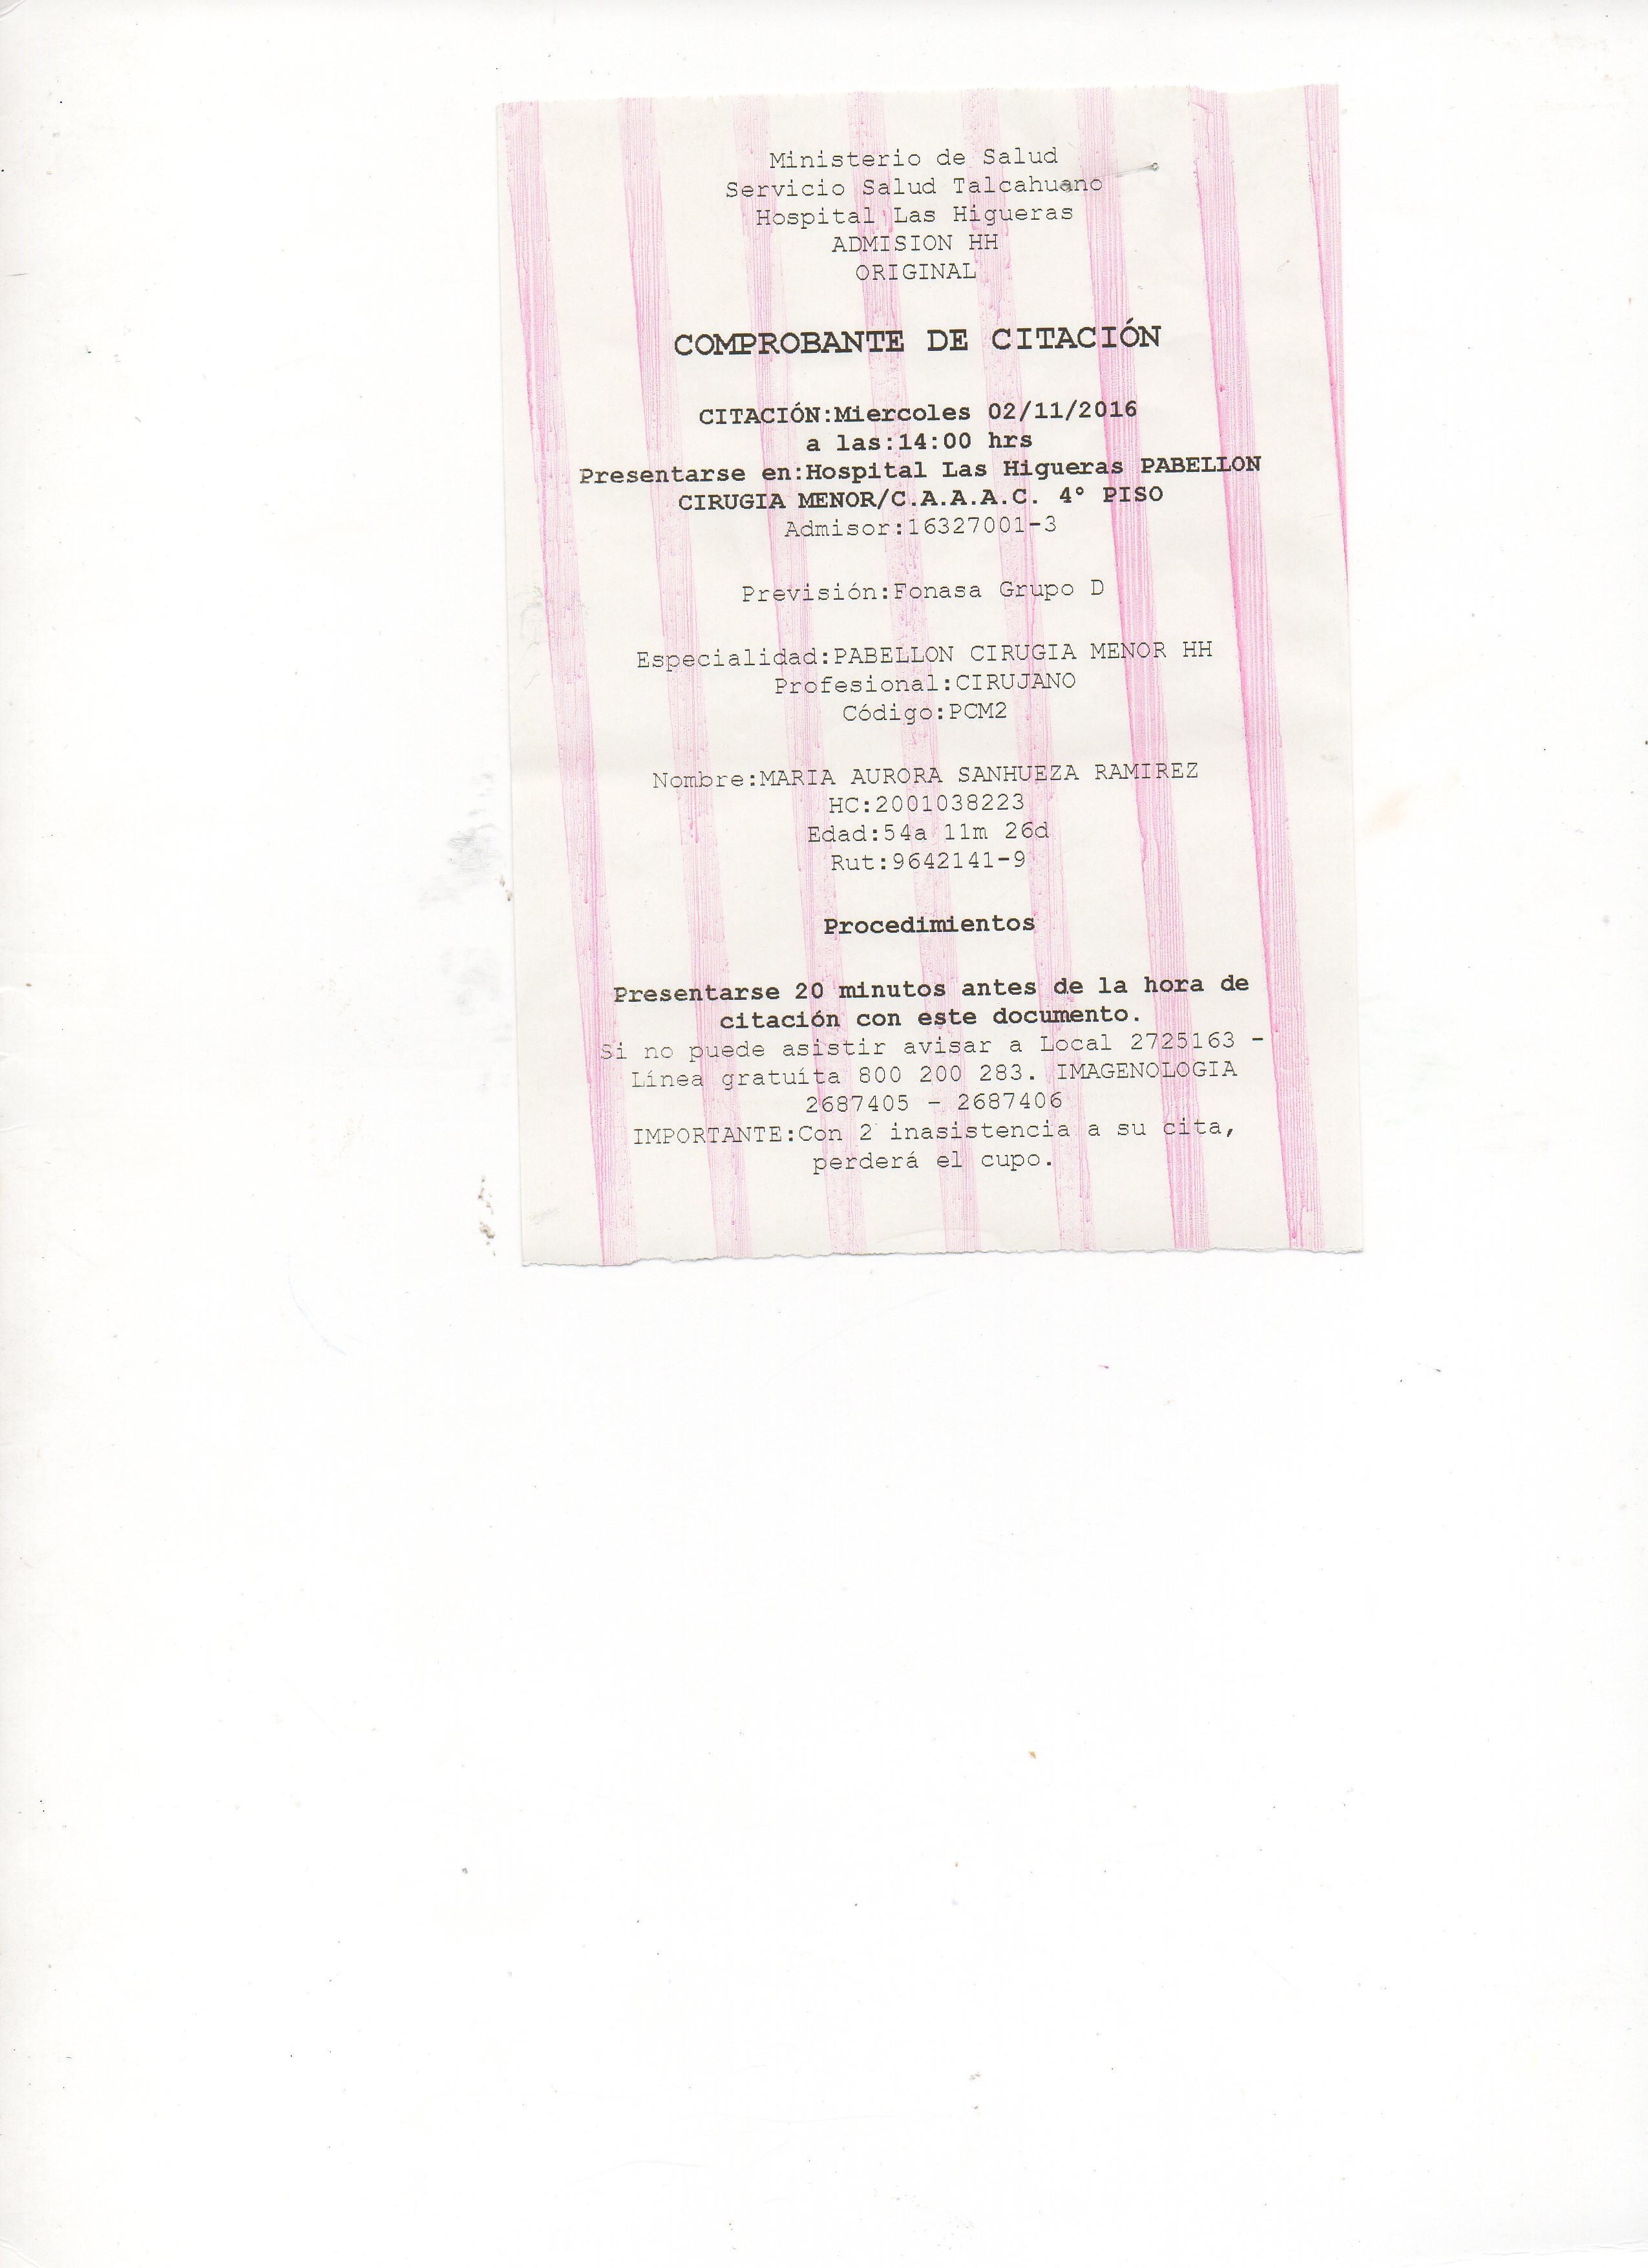 Ministerio de Salud
Servicio Salud Talcahuano
Hospital Las Higueras
ADMISION HH
ORIGINAL
COMPROBANTE DE CITACIÓN
CITACIÓN:Miercoles 02/11/2016
a las:14:00 hrs
Presentarse en:Hospital Las Higueras PABELLON
CIRUGIA MENOR/C.A.A.A.C. 4° PISO
Admisor:16327001-3
Previsión:Fonasa Grupo D
Especialidad:PABELLON CIRUGIA MENOR HH
Profesional:CIRUJANO
Código:PCM2
Nombre:MARIA AURORA SANHUEZA RAMIREZ
HC:2001038223
Edad:54a 11m 26d
Rut:9642141-9
Procedimientos
Presentarse 20 minutos antes de la hora de
citación con este documento.
Si no puede asistir avisar a Local 2725163 -
Línea gratuíta 800 200 283. IMAGENOLOGIA
2687405 - 2687406
IMPORTANTE:Con 2 inasistencia a su cita,
perderá el cupo.